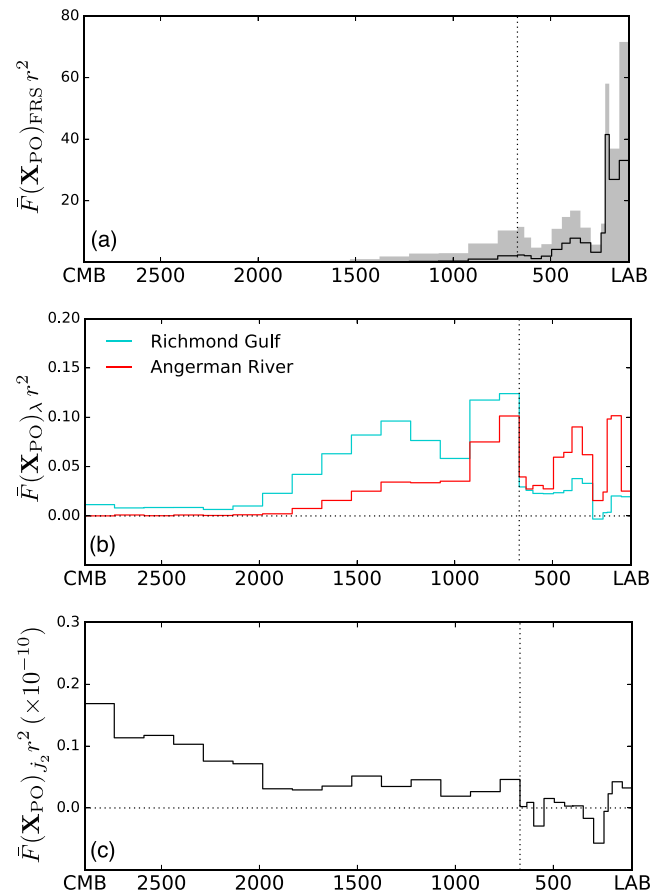 80
60
40
20
F̄(X_PO)_FRS r²
(a)
CMB 2500 2000 1500 1000 500 LAB
0.20
0.15
0.10
0.05
0.00
F̄(X_PO)_λ r²
Richmond Gulf
Angerman River
(b)
CMB 2500 2000 1500 1000 500 LAB
0.3
0.2
0.1
0.0
F̄(X_PO)_j̇₂ r² (×10⁻¹⁰)
(c)
CMB 2500 2000 1500 1000 500 LAB